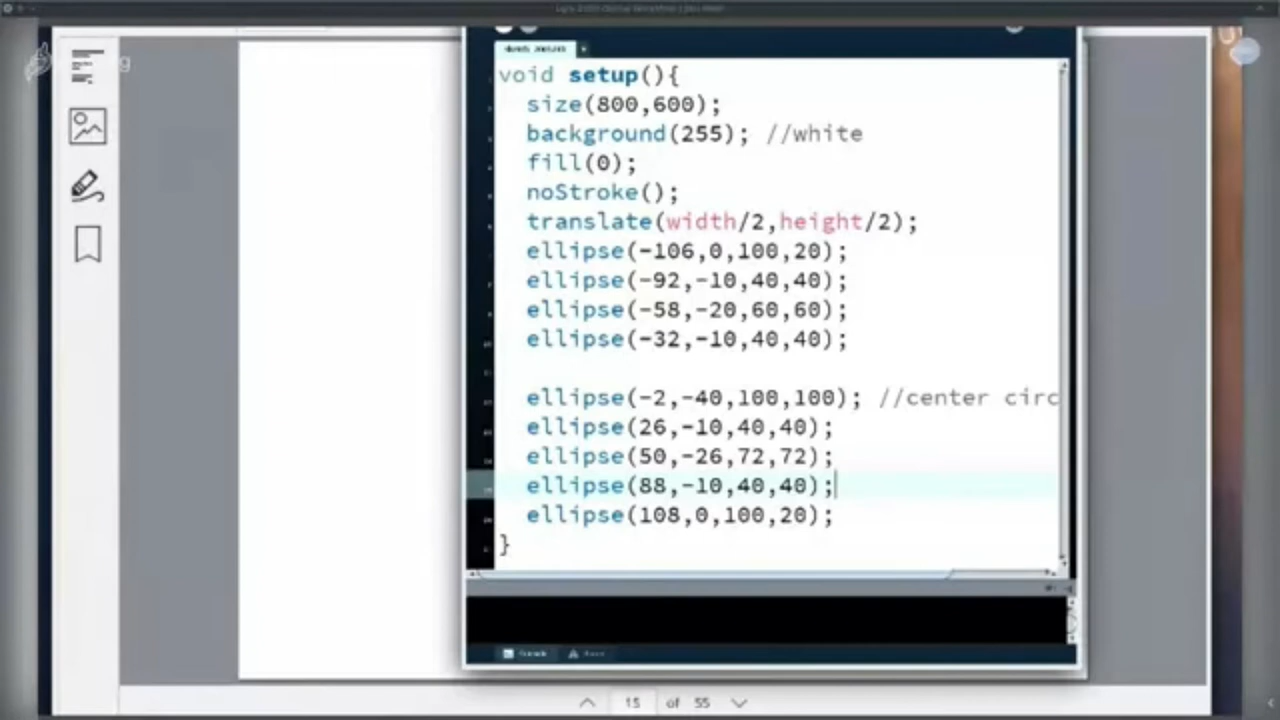 void setup(){
size(800,600);
background(255); //white
fill(0);
noStroke();
translate(width/2,height/2);
ellipse(-106,0,100,20);
ellipse(-92,-10,40,40);
ellipse(-58,-20,60,60);
ellipse(-32,-10,40,40);
ellipse(-2,-40,100,100); //center circ
ellipse(26,-10,40,40);
ellipse(50,-26,72,72);
ellipse(88,-10,40,40);
ellipse(108,0,100,20);
}
15 of 55